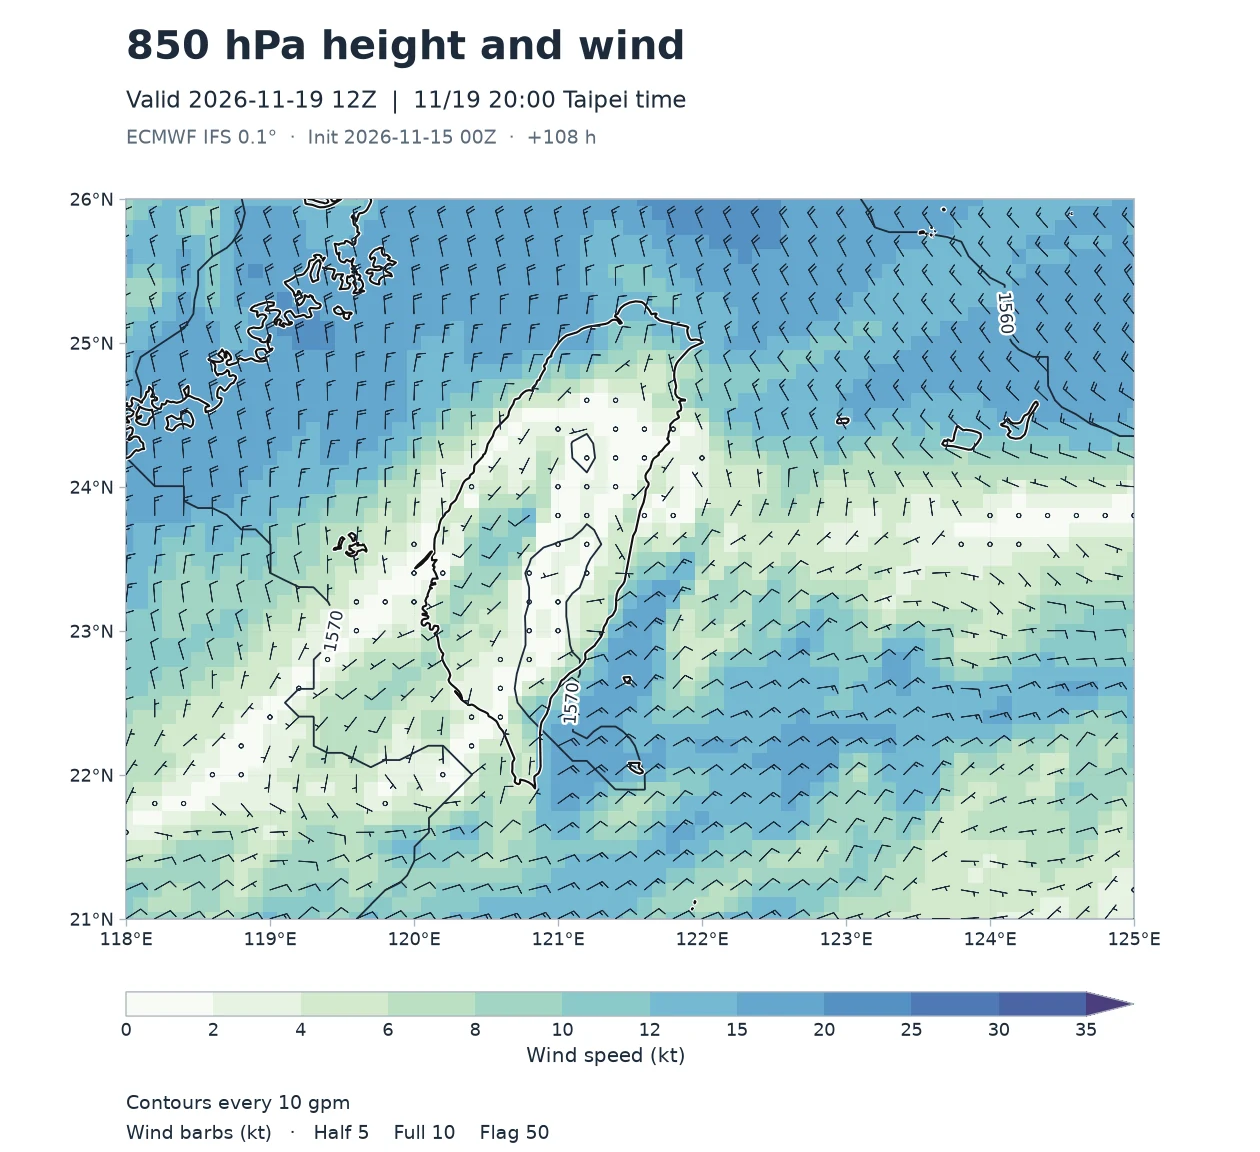 850 hPa height and wind
Valid 2026-11-19 12Z | 11/19 20:00 Taipei time
ECMWF IFS 0.1° · Init 2026-11-15 00Z · +108 h
26°N
25°N
24°N
23°N
22°N
21°N
1560
1570
1570
118°E 119°E 120°E 121°E 122°E 123°E 124°E 125°E
0 2 4 6 8 10 12 15 20 25 30 35
Wind speed (kt)
Contours every 10 gpm
Wind barbs (kt) · Half 5 Full 10 Flag 50